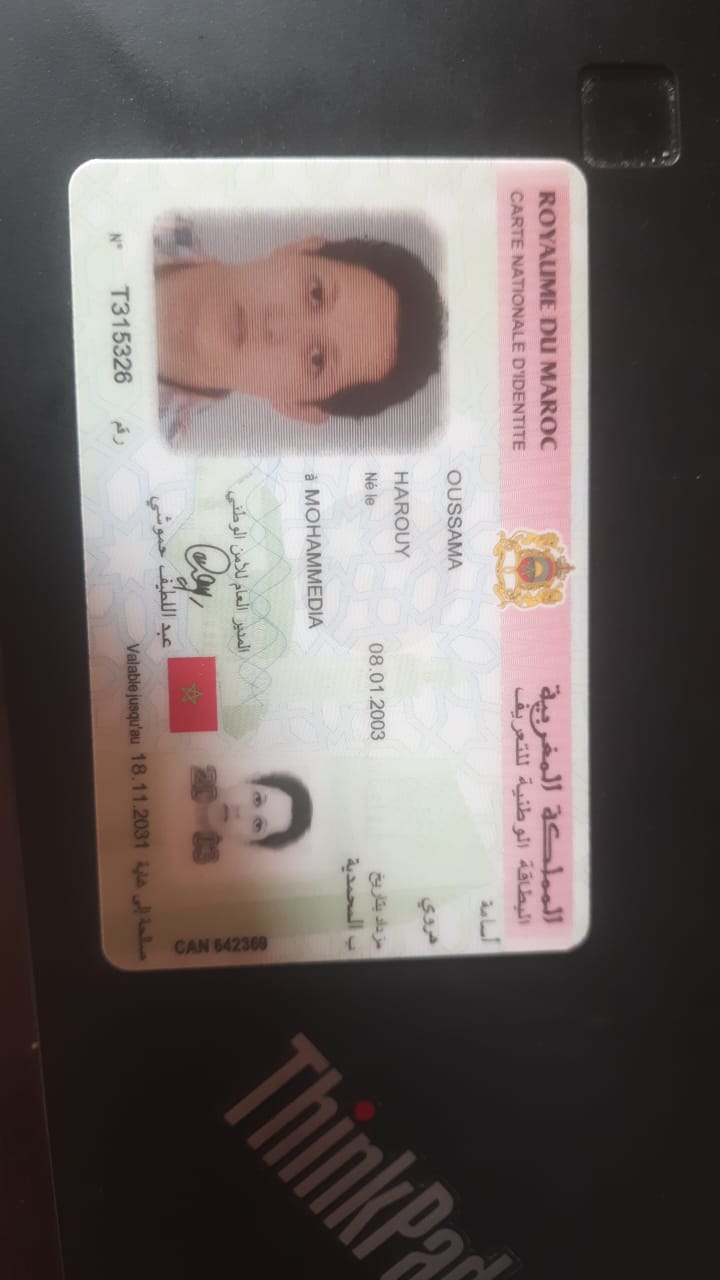 ROYAUME DU MAROC
المملكة المغربية
CARTE NATIONALE D'IDENTITE
البطاقة الوطنية للتعريف
OUSSAMA
أسامة
HAROUY
هروي
Né le 08.01.2003 مزداد بتاريخ
à MOHAMMEDIA
ب المحمدية
المدير العام للأمن الوطني
عبد اللطيف حموشي
CAN 642369
N° T315326 رقم
Valable jusqu'au 18.11.2031 صالحة إلى غاية
ThinkPad